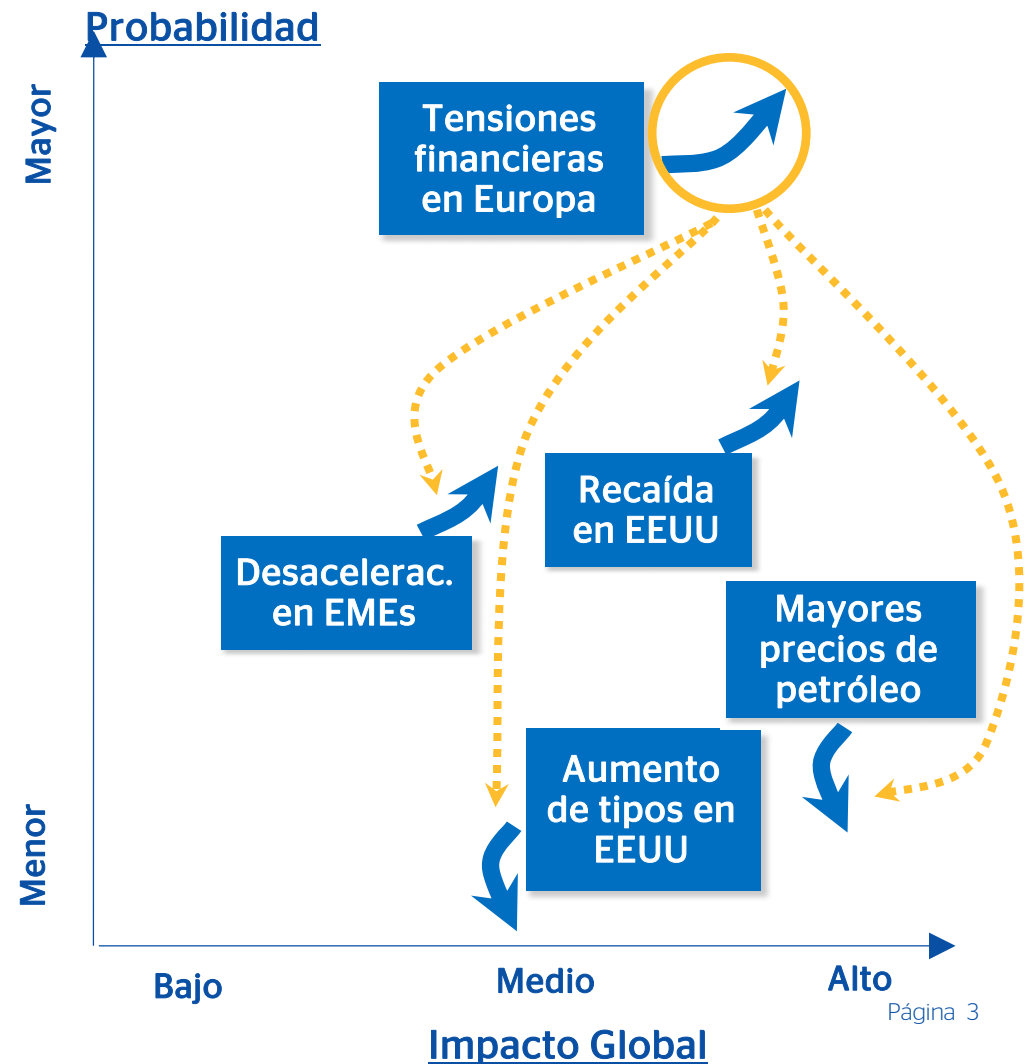 Probabilidad
Mayor
Tensiones
financieras
en Europa
Recaída
en EEUU
Desacelerac.
en EMEs
Mayores
precios de
petróleo
Aumento
de tipos en
EEUU
Menor
Bajo
Medio
Alto
Página 3
Impacto Global